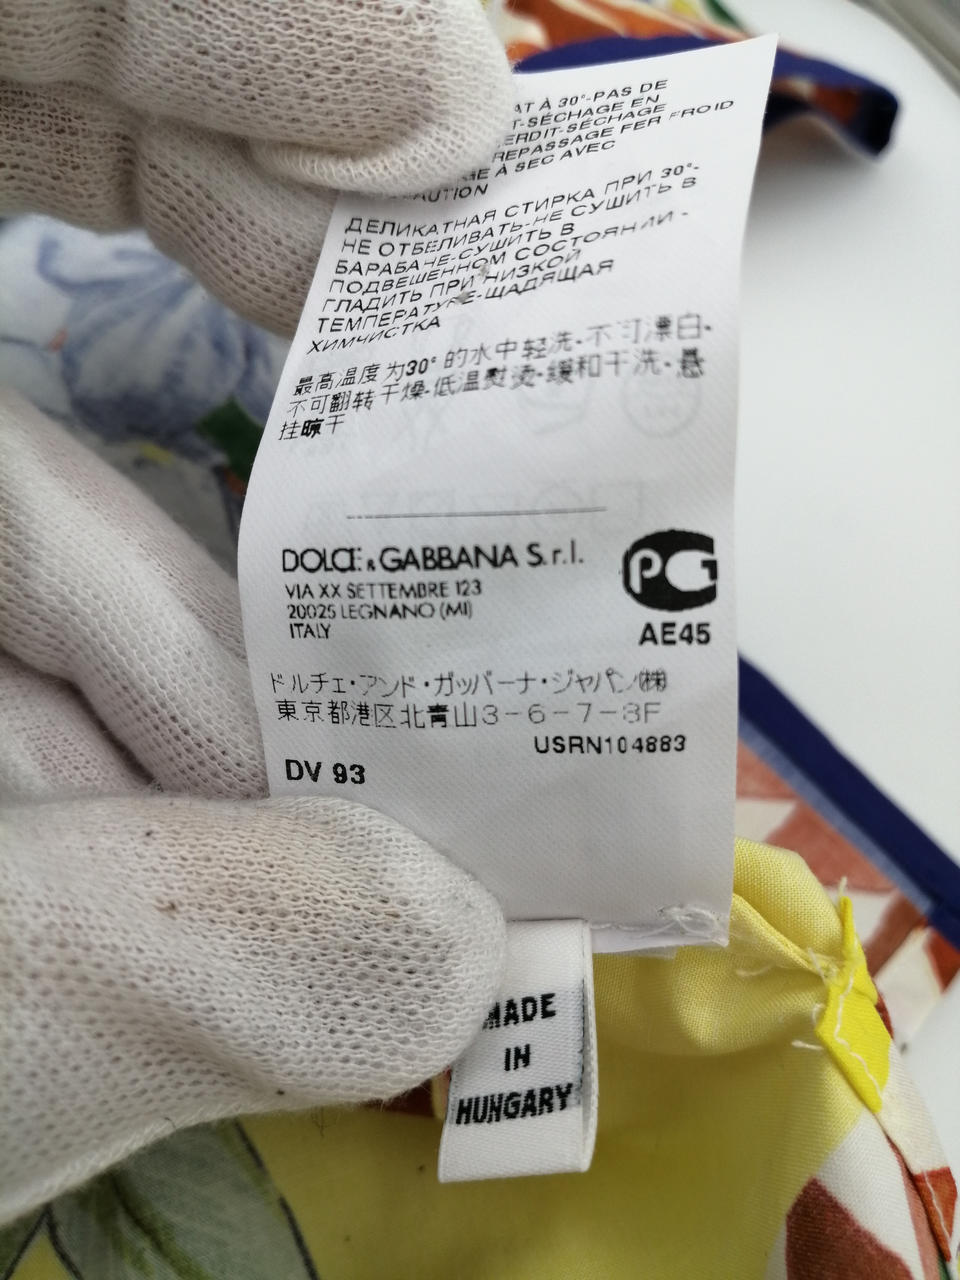 AT À 30°-PAS DE
T-SÉCHAGE EN
ERDIT-SÉCHAGE
REPASSAGE FER FROID
GE À SEC AVEC
AUTION
ДЕЛИКАТНАЯ СТИРКА ПРИ 30°-
НЕ ОТБЕЛИВАТЬ-НЕ СУШИТЬ В
БАРАБАНЕ-СУШИТЬ В
ПОДВЕШЕННОМ СОСТОЯНИИ-
ГЛАДИТЬ ПРИ НИЗКОЙ
ТЕМПЕРАТУРЕ-ЩАДЯЩАЯ
ХИМЧИСТКА
最高温度为30°的水中轻洗-不可漂白-
不可翻转干燥-低温熨烫-缓和干洗-悬
挂晾干
DOLCE & GABBANA S.r.l.
VIA XX SETTEMBRE 123
20025 LEGNANO (MI)
ITALY
PG
AE45
ドルチェ・アンド・ガッバーナ・ジャパン(株)
東京都港区北青山3-6-7-8F
USRN104883
DV 93
MADE
IN
HUNGARY